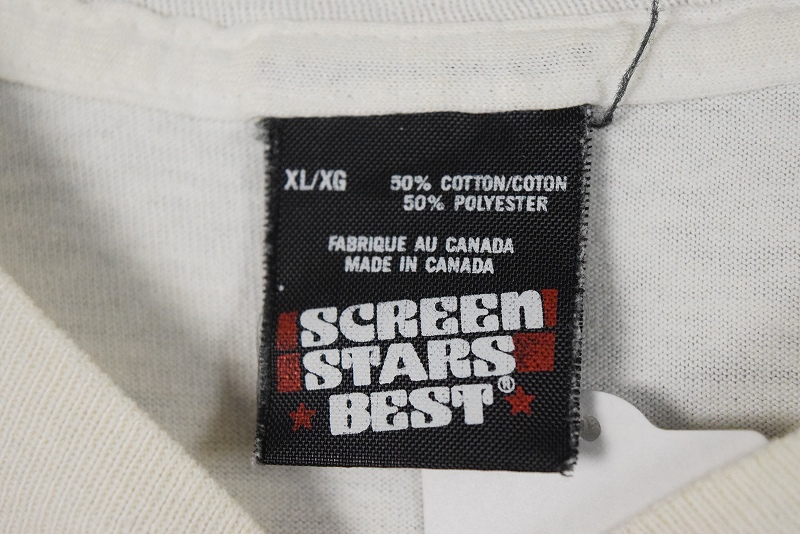 XL/XG 50% COTTON/COTON
50% POLYESTER
FABRIQUE AU CANADA
MADE IN CANADA
SCREEN
STARS
BEST®